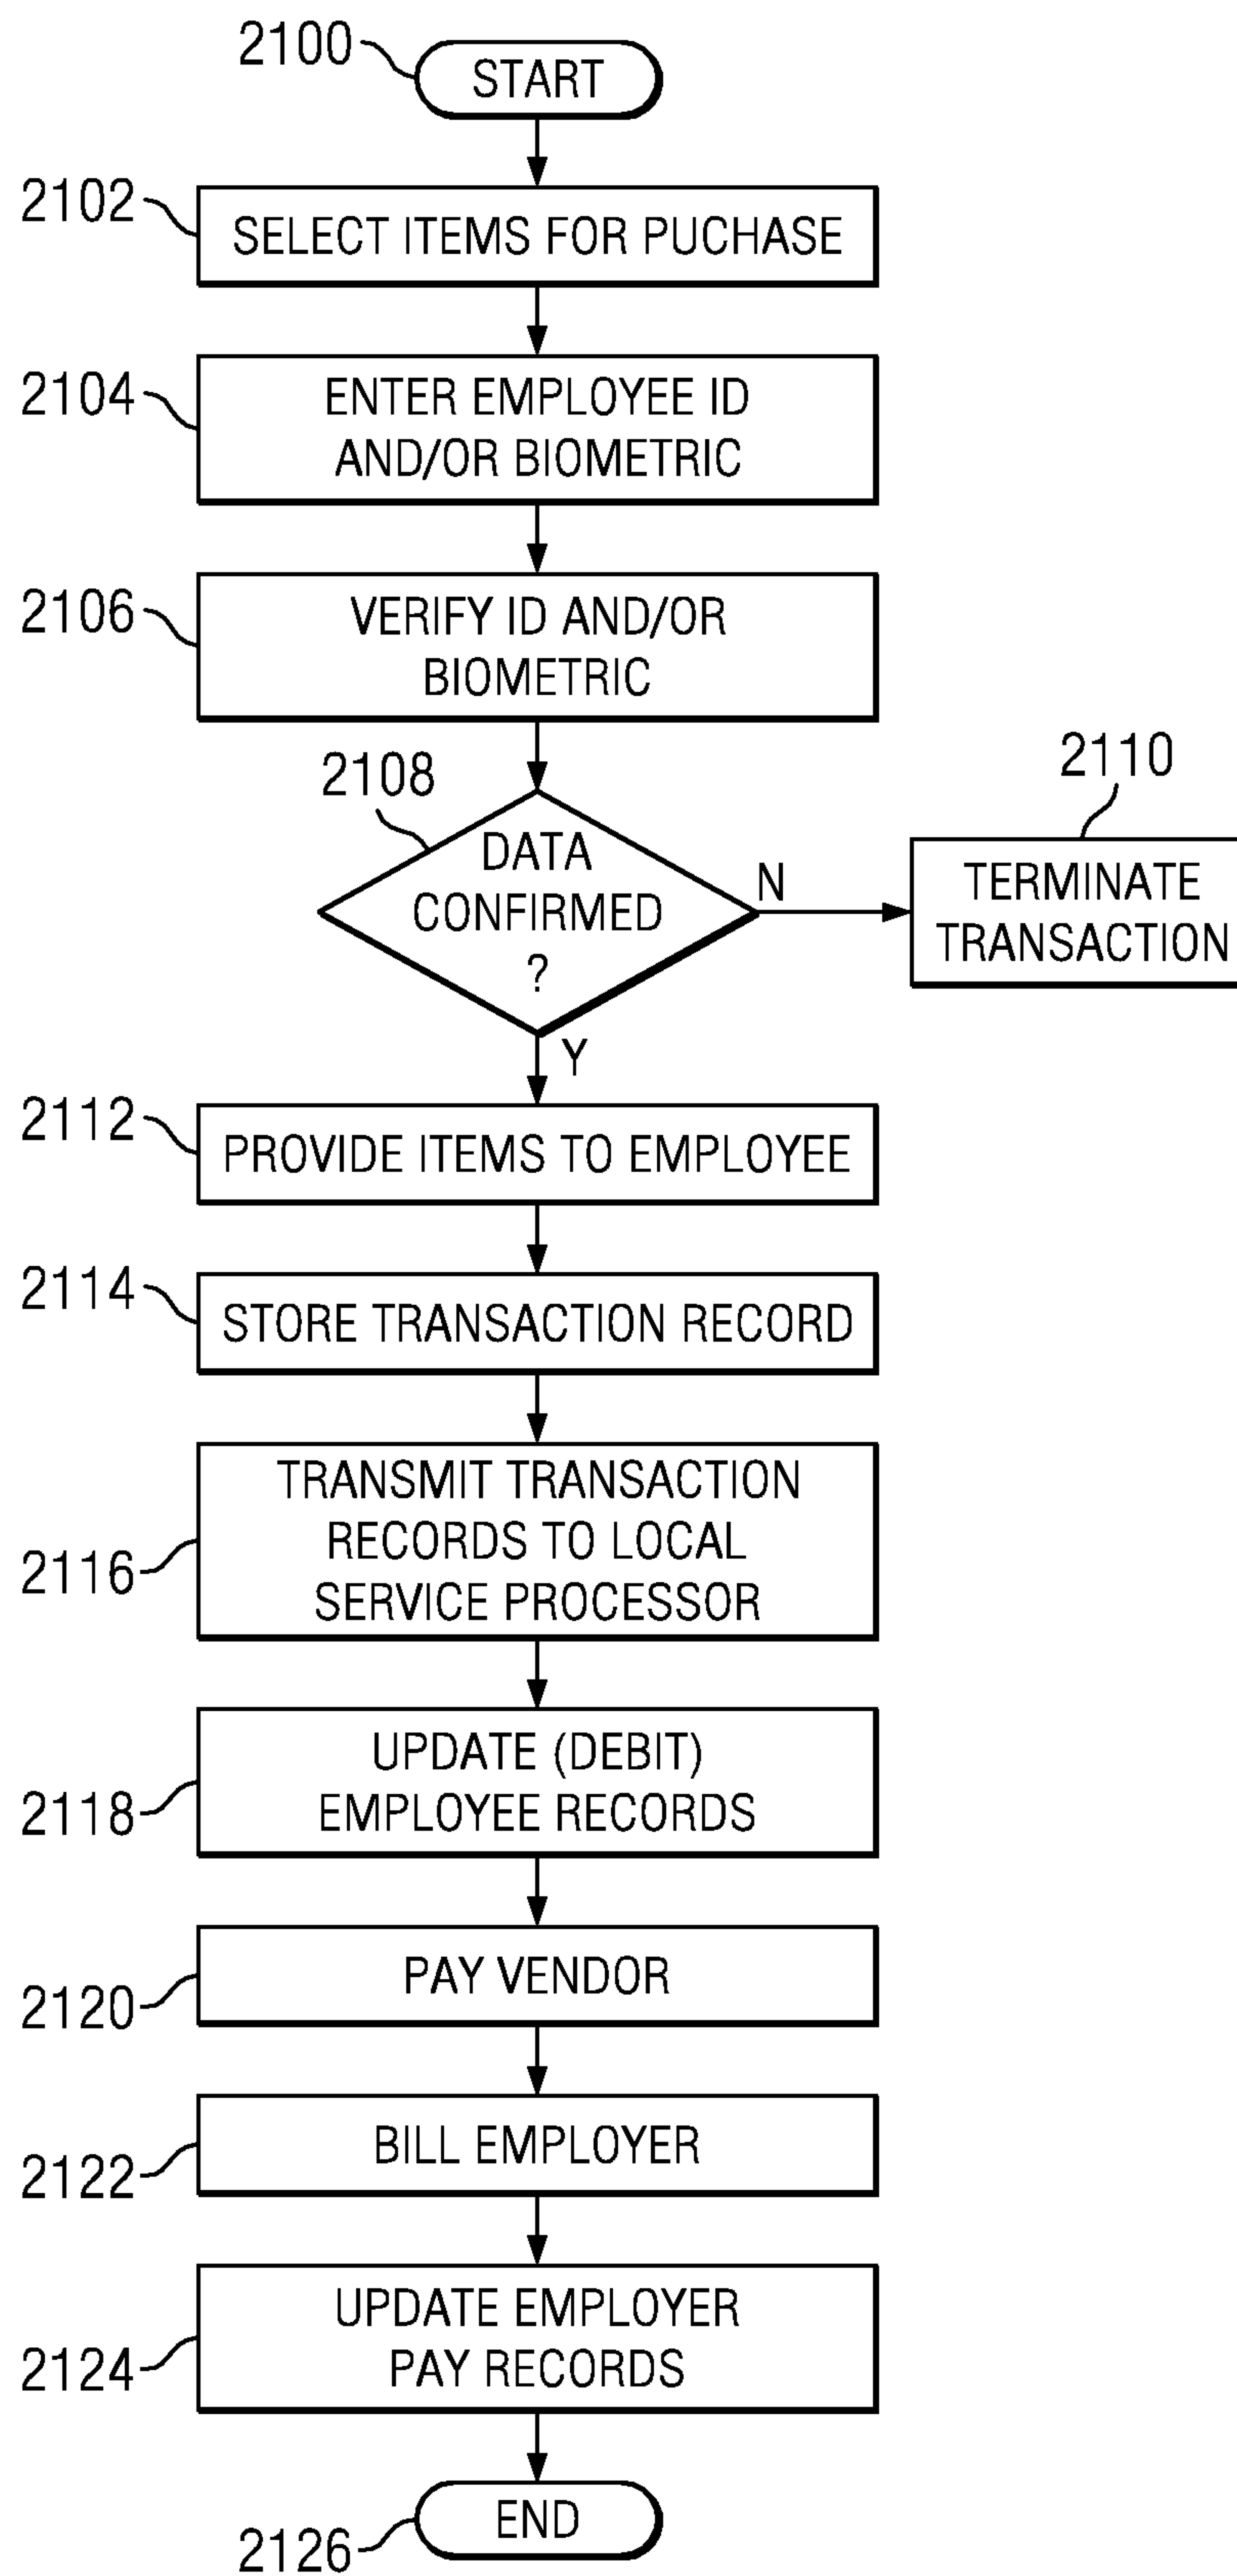 2100
START
2102
SELECT ITEMS FOR PUCHASE
2104
ENTER EMPLOYEE ID
AND/OR BIOMETRIC
2106
VERIFY ID AND/OR
BIOMETRIC
2108
DATA
CONFIRMED
?
N
2110
TERMINATE
TRANSACTION
Y
2112
PROVIDE ITEMS TO EMPLOYEE
2114
STORE TRANSACTION RECORD
2116
TRANSMIT TRANSACTION
RECORDS TO LOCAL
SERVICE PROCESSOR
2118
UPDATE (DEBIT)
EMPLOYEE RECORDS
2120
PAY VENDOR
2122
BILL EMPLOYER
2124
UPDATE EMPLOYER
PAY RECORDS
2126
END